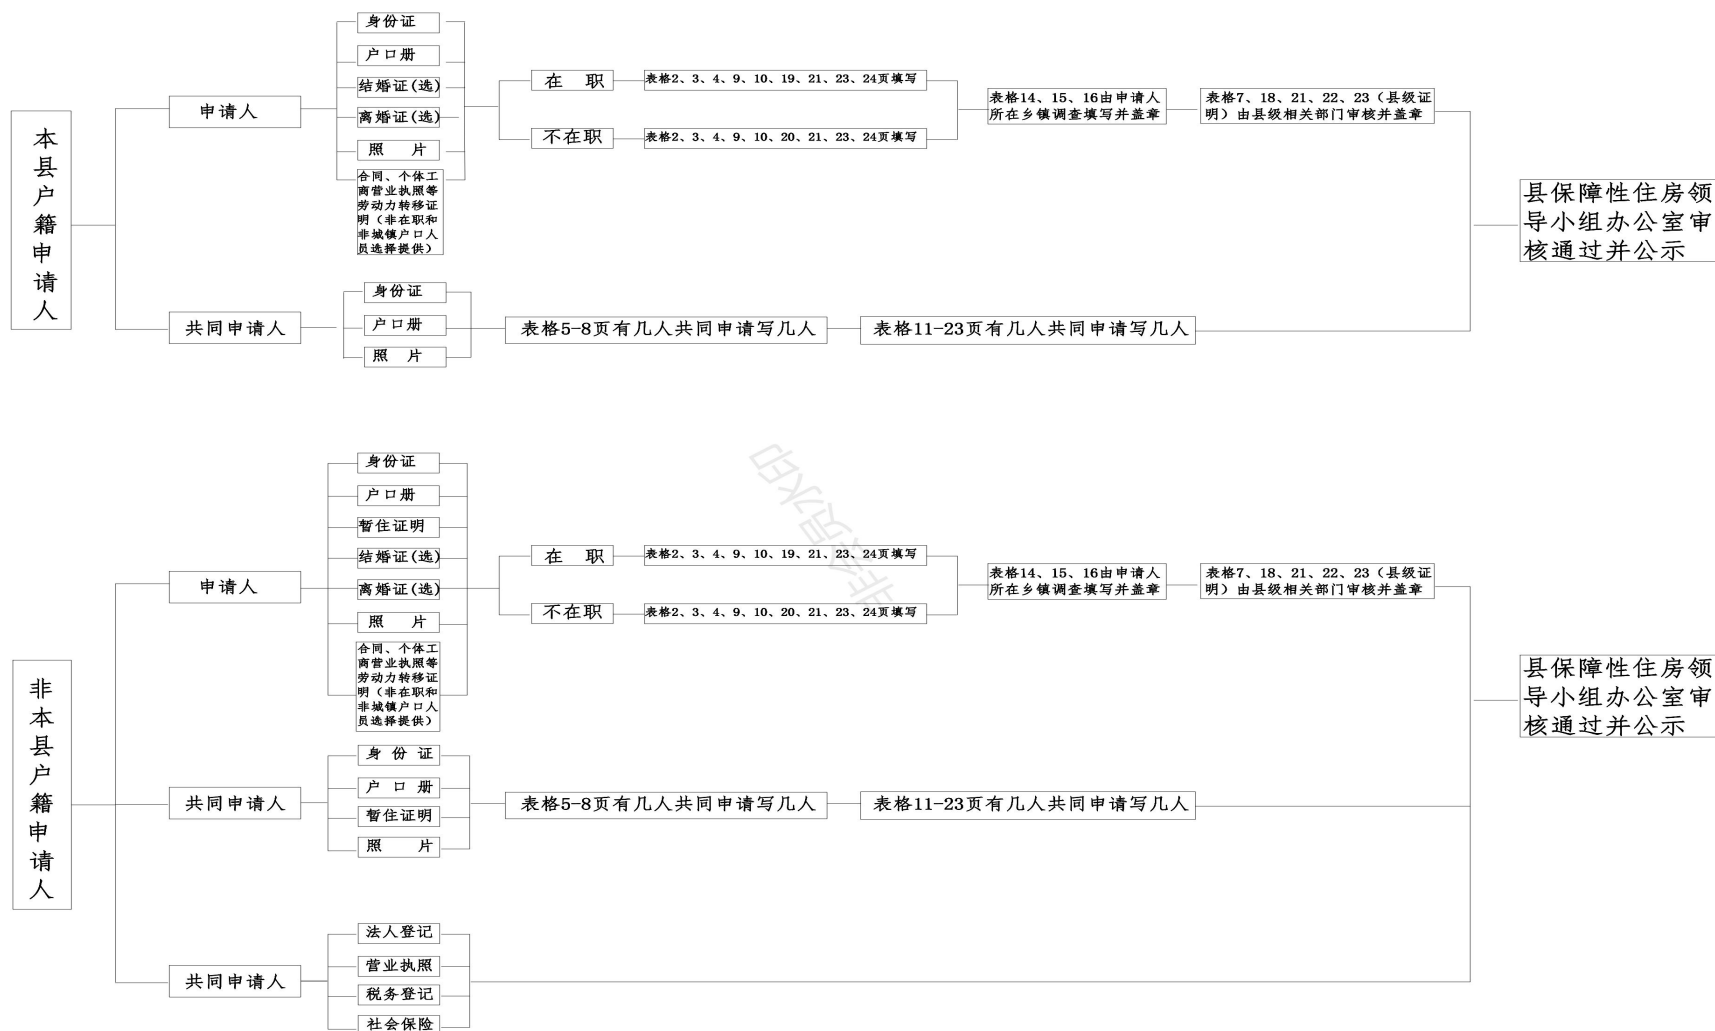 本县户籍申请人
申请人
身份证
户口册
结婚证(选)
离婚证(选)
照 片
合同、个体工
商营业执照等
劳动力转移证
明（非在职和
非城镇户口人
员选择提供）
在 职
表格2、3、4、9、10、19、21、23、24页填写
不在职
表格2、3、4、9、10、20、21、23、24页填写
表格14、15、16由申请人
所在乡镇调查填写并盖章
表格7、18、21、22、23（县级证
明）由县级相关部门审核并盖章
共同申请人
身份证
户口册
照 片
表格5-8页有几人共同申请写几人
表格11-23页有几人共同申请写几人
县保障性住房领
导小组办公室审
核通过并公示
非本县户籍申请人
申请人
身份证
户口册
暂住证明
结婚证(选)
离婚证(选)
照 片
合同、个体工
商营业执照等
劳动力转移证
明（非在职和
非城镇户口人
员选择提供）
在 职
表格2、3、4、9、10、19、21、23、24页填写
不在职
表格2、3、4、9、10、20、21、23、24页填写
表格14、15、16由申请人
所在乡镇调查填写并盖章
表格7、18、21、22、23（县级证
明）由县级相关部门审核并盖章
共同申请人
身 份 证
户 口 册
暂住证明
照 片
表格5-8页有几人共同申请写几人
表格11-23页有几人共同申请写几人
共同申请人
法人登记
营业执照
税务登记
社会保险
县保障性住房领
导小组办公室审
核通过并公示
非会员水印